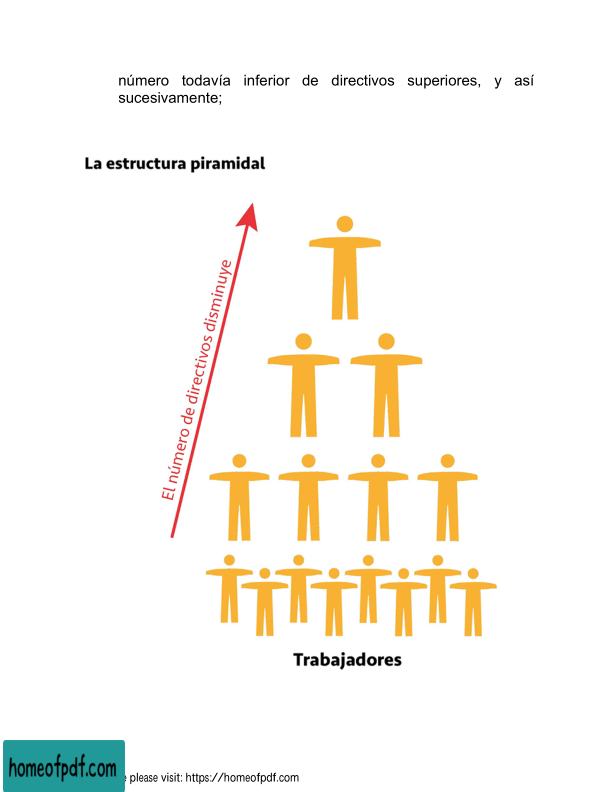 número todavía inferior de directivos superiores, y así
sucesivamente;
La estructura piramidal
El número de directivos disminuye
Trabajadores
homeofpdf.com
please visit: https://homeofpdf.com